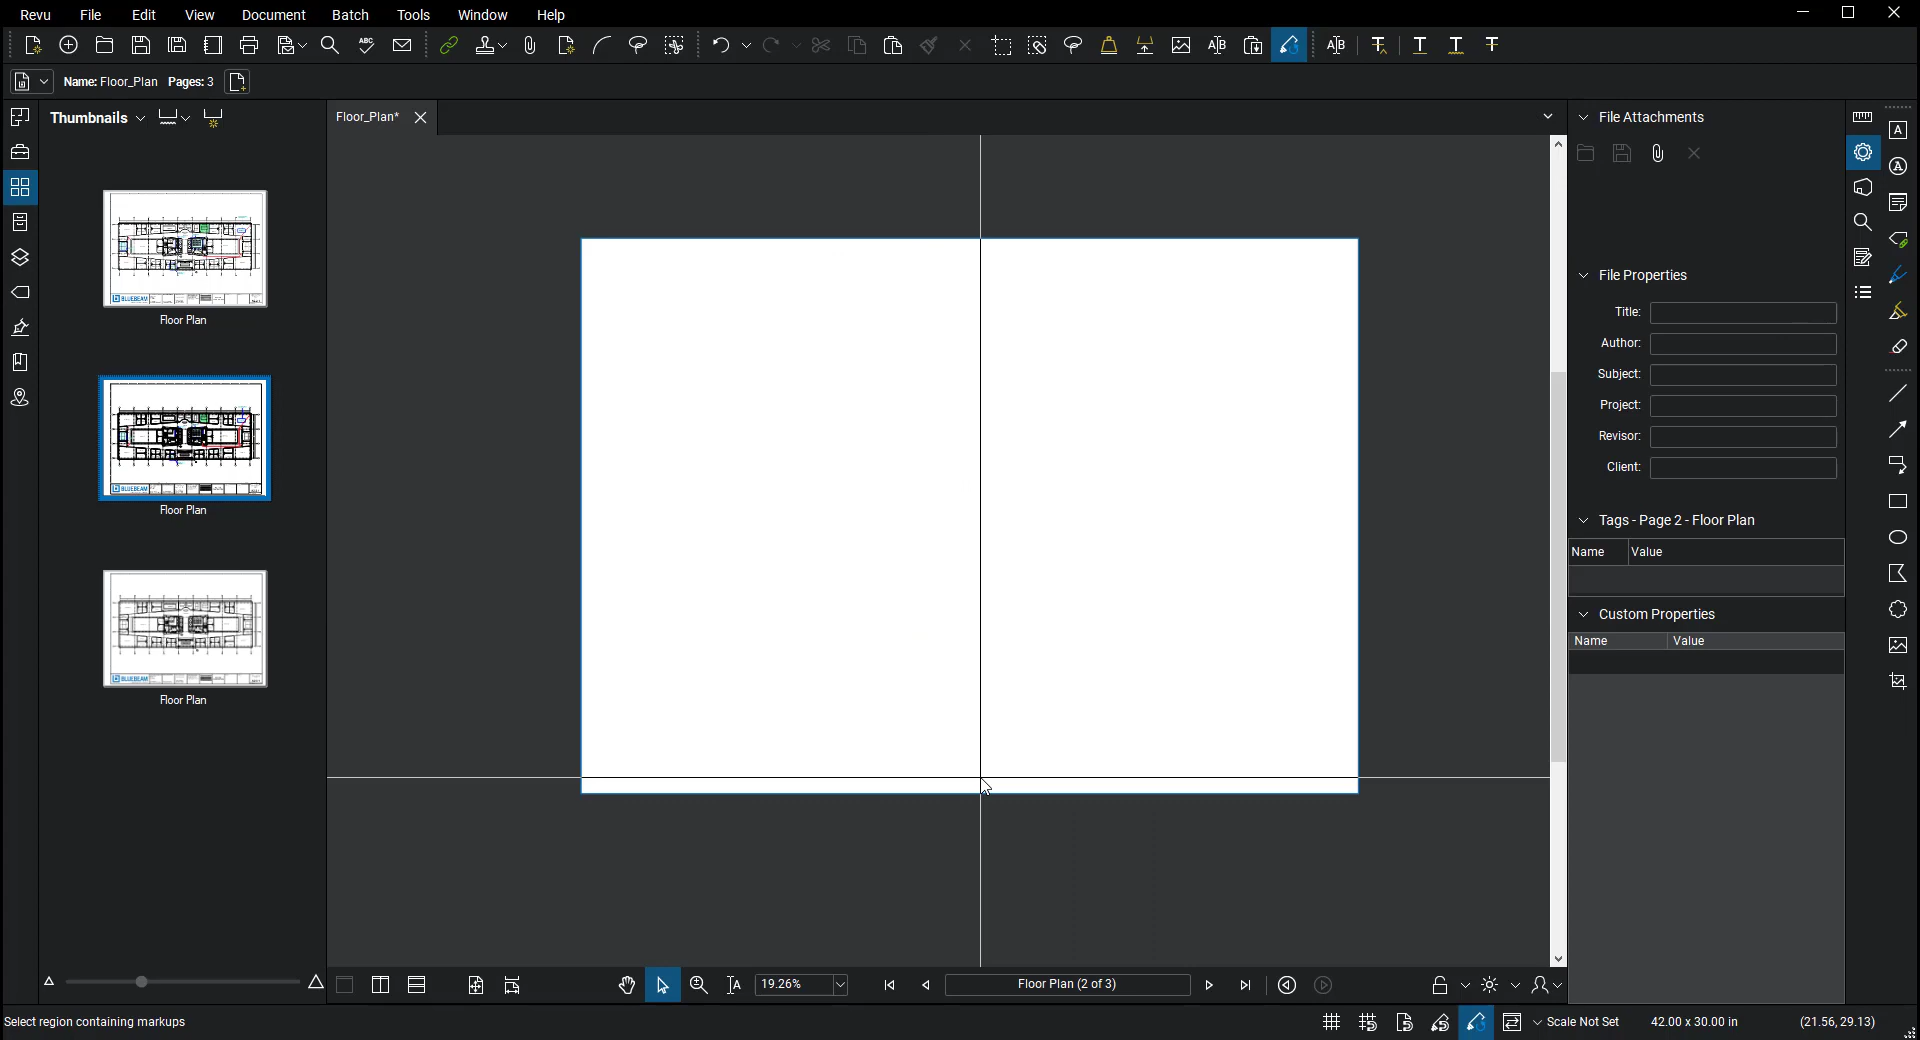 Revu File Edit View Document Batch Tools Window Help
Name: Floor_Plan Pages: 3
Thumbnails
Floor_Plan*
File Attachments
BLUEBEAM
Floor Plan
File Properties
Title:
Author:
Subject:
Project:
Revisor:
Client:
BLUEBEAM
Floor Plan
Tags - Page 2 - Floor Plan
Name Value
Custom Properties
Name Value
BLUEBEAM
Floor Plan
19.26%
Floor Plan (2 of 3)
Select region containing markups
Scale Not Set 42.00 x 30.00 in (21.56, 29.13)